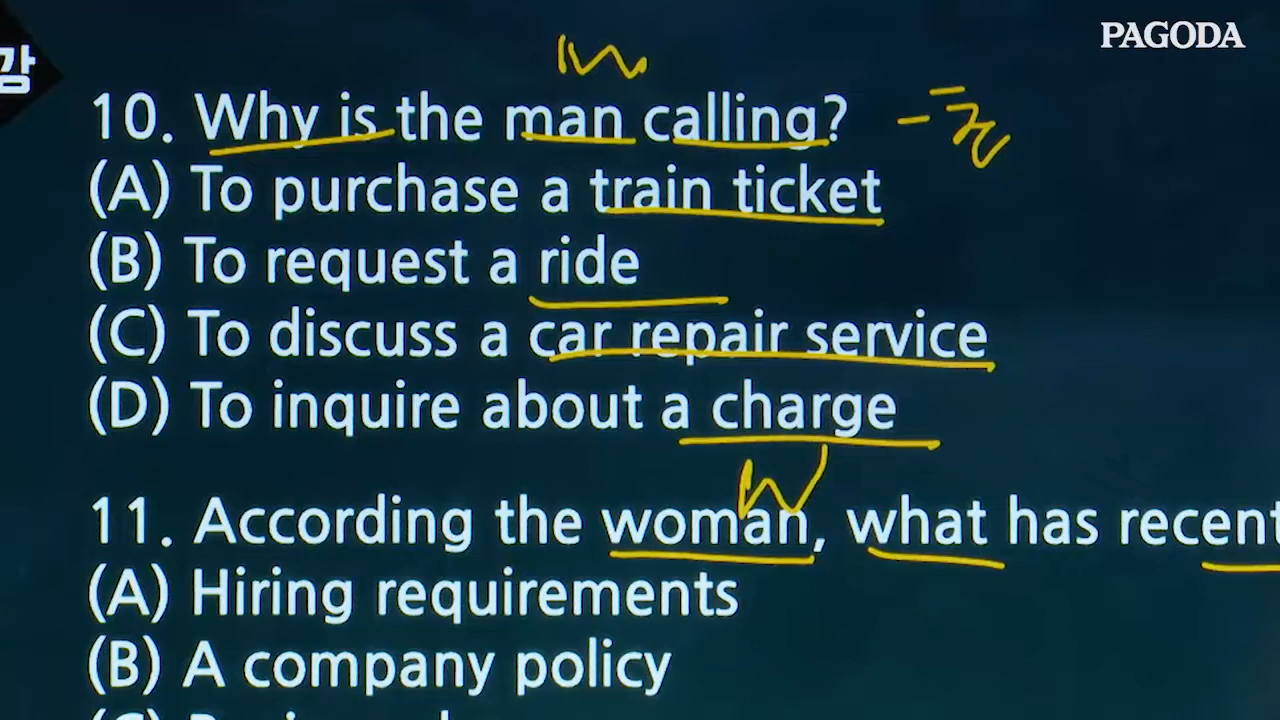 PAGODA
강
10. Why is the man calling?
(A) To purchase a train ticket
(B) To request a ride
(C) To discuss a car repair service
(D) To inquire about a charge
11. According the woman, what has recent
(A) Hiring requirements
(B) A company policy